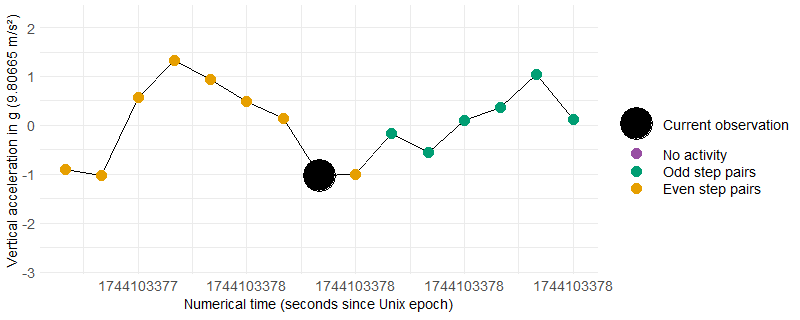 Vertical acceleration in g (9.80665 m/s²)
2
1
0
-1
-2
-3
1744103377 1744103378 1744103378 1744103378 1744103378
Numerical time (seconds since Unix epoch)
Current observation
No activity
Odd step pairs
Even step pairs